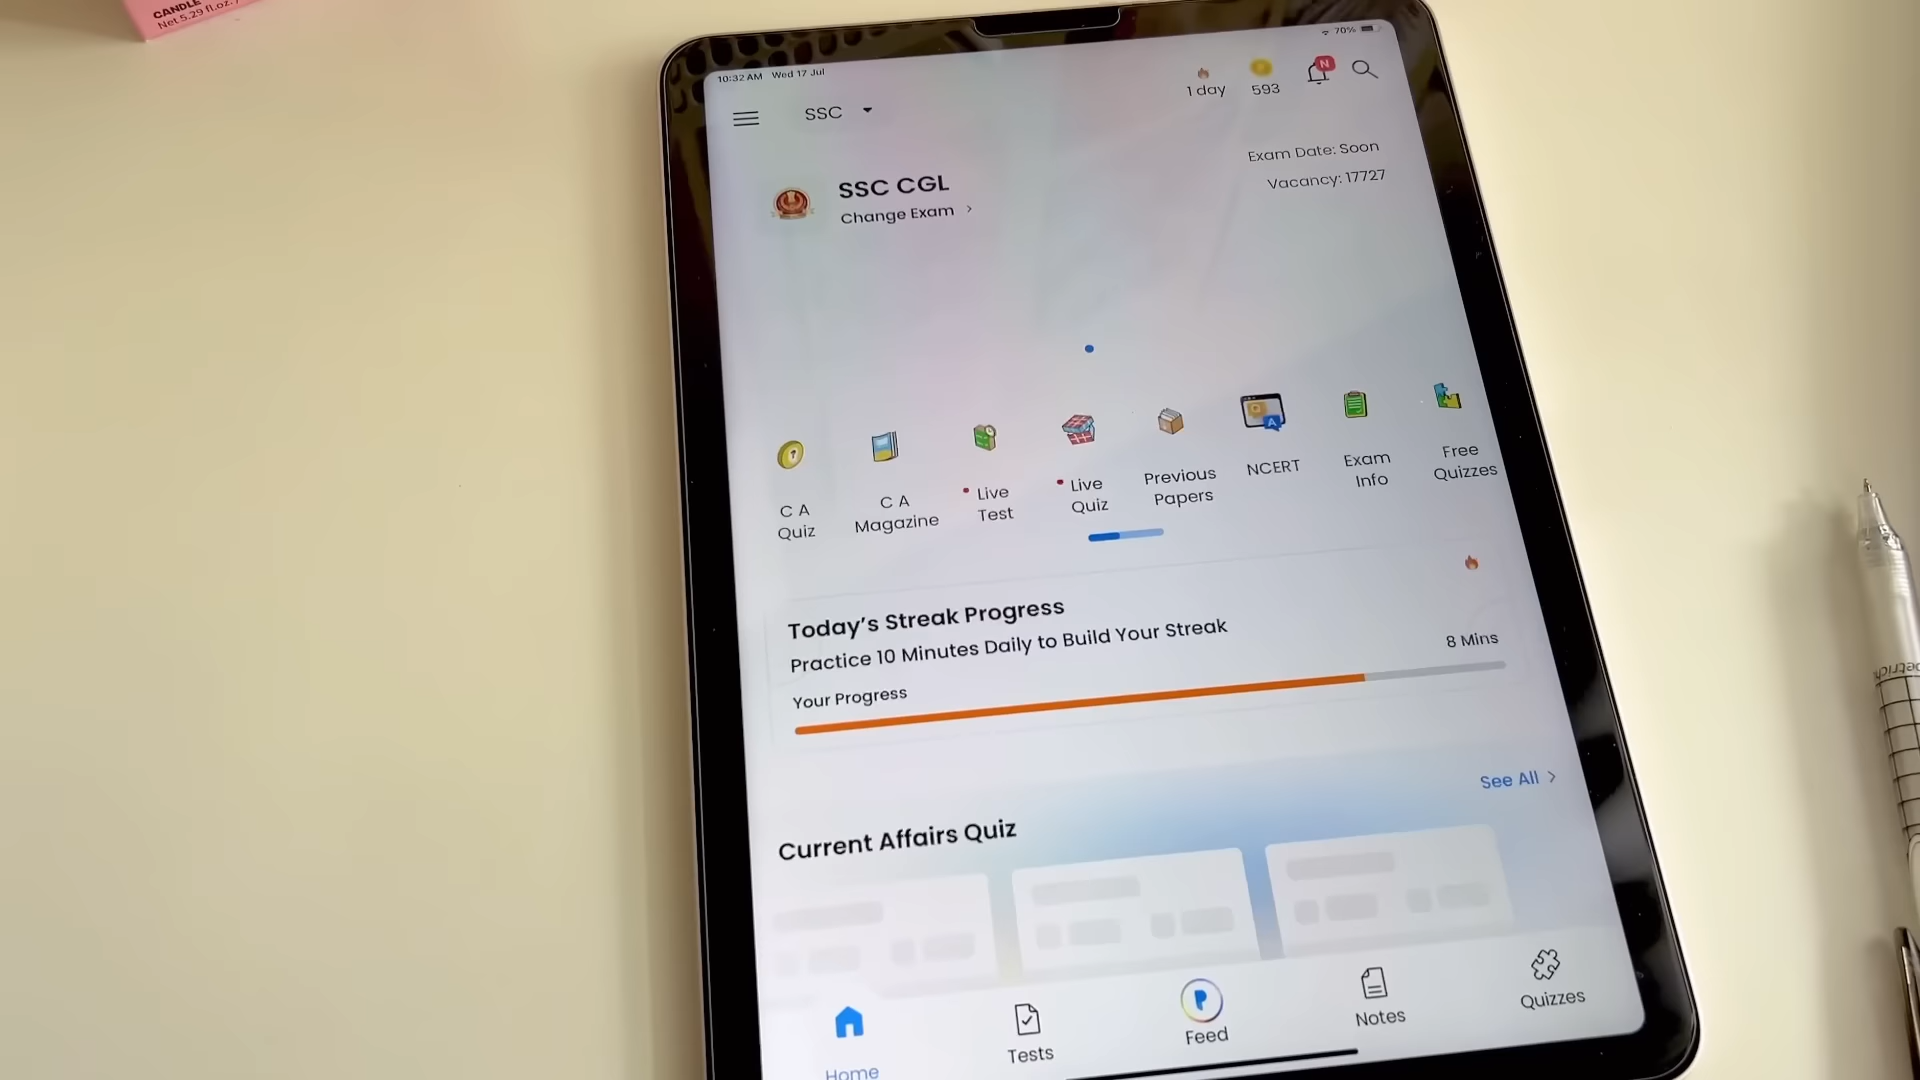 CANDLE
Net 5.29 fl.oz.
10:32 AM Wed 17 Jul
70%
SSC
1 day
593
N
Exam Date: Soon
Vacancy: 17727
SSC CGL
Change Exam >
C A
Quiz
C A
Magazine
Live
Test
Live
Quiz
Previous
Papers
NCERT
Exam
Info
Free
Quizzes
Today's Streak Progress
Practice 10 Minutes Daily to Build Your Streak
8 Mins
Your Progress
See All >
Current Affairs Quiz
Home
Tests
Feed
Notes
Quizzes